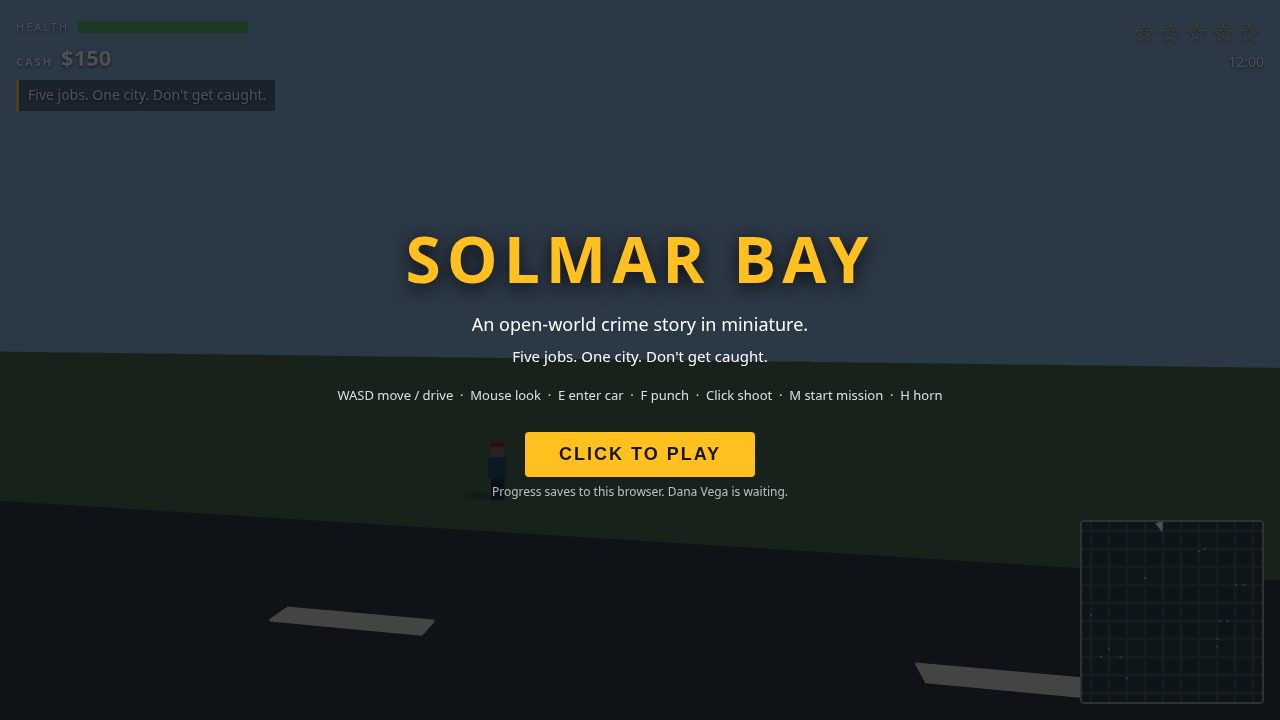 HEALTH
CASH $150
Five jobs. One city. Don't get caught.
12:00
SOLMAR BAY
An open-world crime story in miniature.
Five jobs. One city. Don't get caught.
WASD move / drive · Mouse look · E enter car · F punch · Click shoot · M start mission · H horn
CLICK TO PLAY
Progress saves to this browser. Dana Vega is waiting.